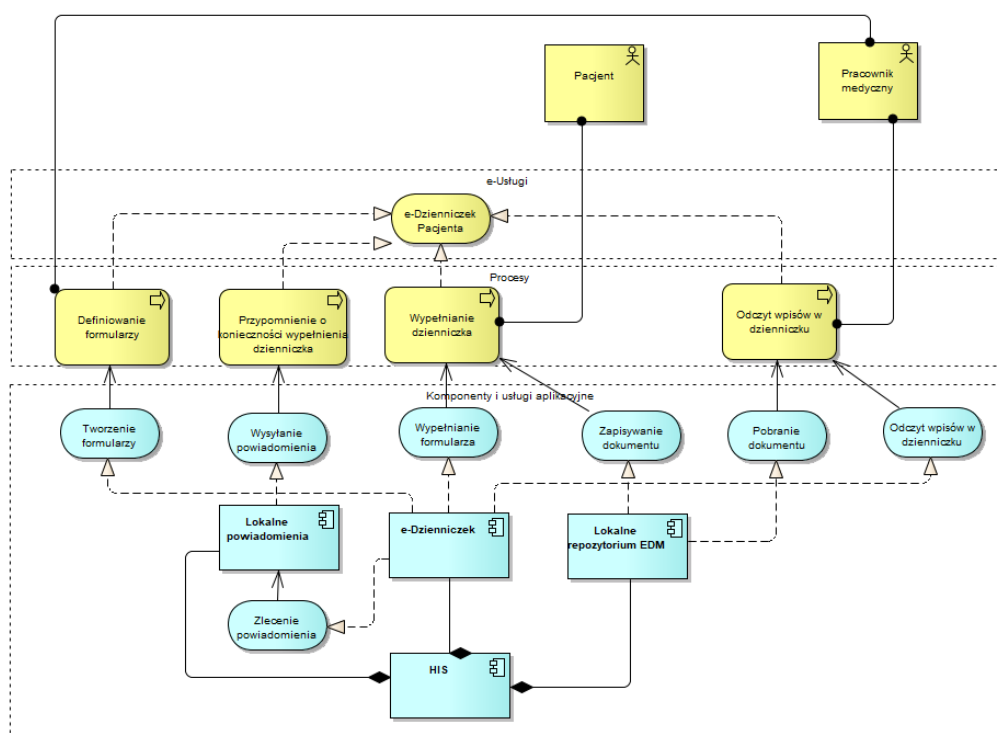 Pacjent
Pracownik
medyczny
e-Usługi
e-Dzienniczek
Pacjenta
Procesy
Definiowanie
formularzy
Przypomnienie o
konieczności wypełnienia
dzienniczka
Wypełnianie
dzienniczka
Odczyt wpisów w
dzienniczku
Komponenty i usługi aplikacyjne
Tworzenie
formularzy
Wysyłanie
powiadomienia
Wypełnianie
formularza
Zapisywanie
dokumentu
Pobranie
dokumentu
Odczyt wpisów w
dzienniczku
Lokalne
powiadomienia
e-Dzienniczek
Lokalne
repozytorium EDM
Zlecenie
powiadomienia
HIS